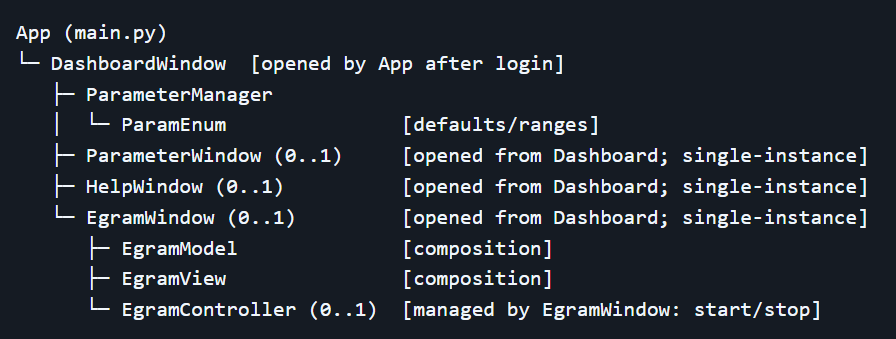 App (main.py)
└─ DashboardWindow  [opened by App after login]
   ├─ ParameterManager
   │  └─ ParamEnum               [defaults/ranges]
   ├─ ParameterWindow (0..1)     [opened from Dashboard; single-instance]
   ├─ HelpWindow (0..1)          [opened from Dashboard; single-instance]
   └─ EgramWindow (0..1)         [opened from Dashboard; single-instance]
      ├─ EgramModel              [composition]
      ├─ EgramView               [composition]
      └─ EgramController (0..1)  [managed by EgramWindow: start/stop]